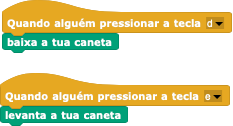 Quando alguém pressionar a tecla d
baixa a tua caneta
Quando alguém pressionar a tecla e
levanta a tua caneta